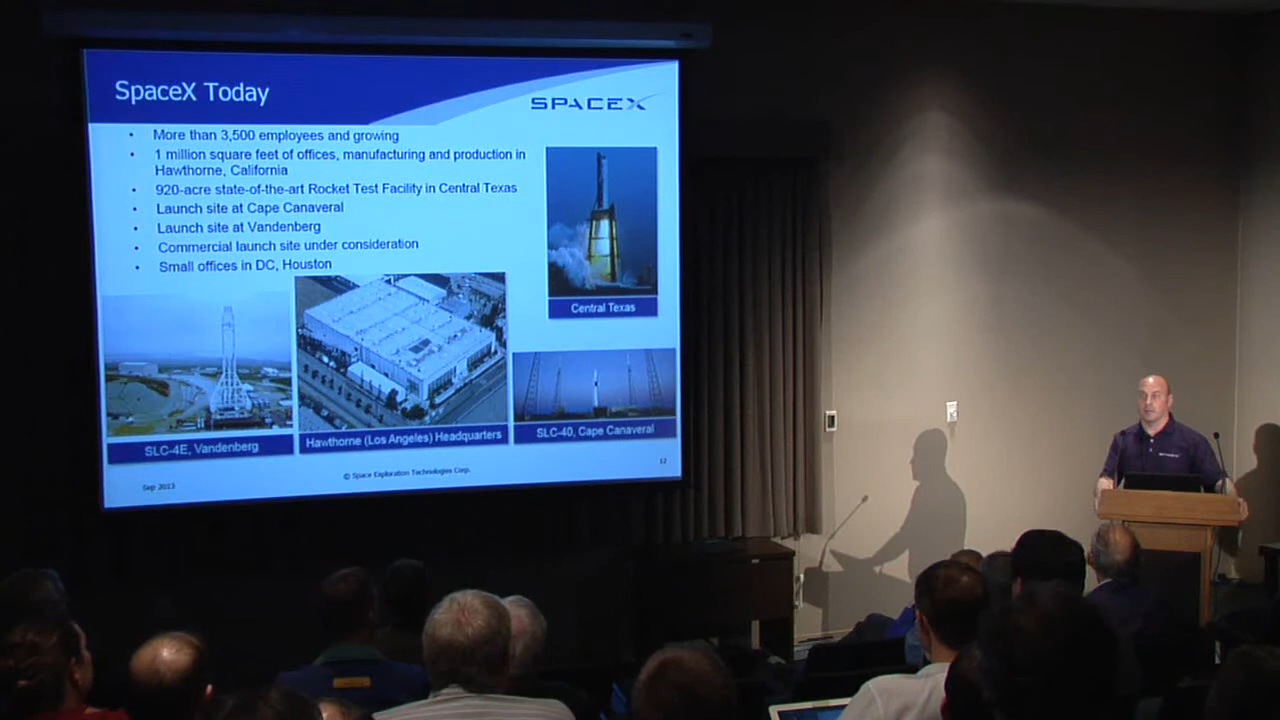 SpaceX Today
SPACEX
• More than 3,500 employees and growing
• 1 million square feet of offices, manufacturing and production in
Hawthorne, California
• 920-acre state-of-the-art Rocket Test Facility in Central Texas
• Launch site at Cape Canaveral
• Launch site at Vandenberg
• Commercial launch site under consideration
• Small offices in DC, Houston
Central Texas
SLC-4E, Vandenberg
Hawthorne (Los Angeles) Headquarters
SLC-40, Cape Canaveral
Sep 2013
© Space Exploration Technologies Corp.
12